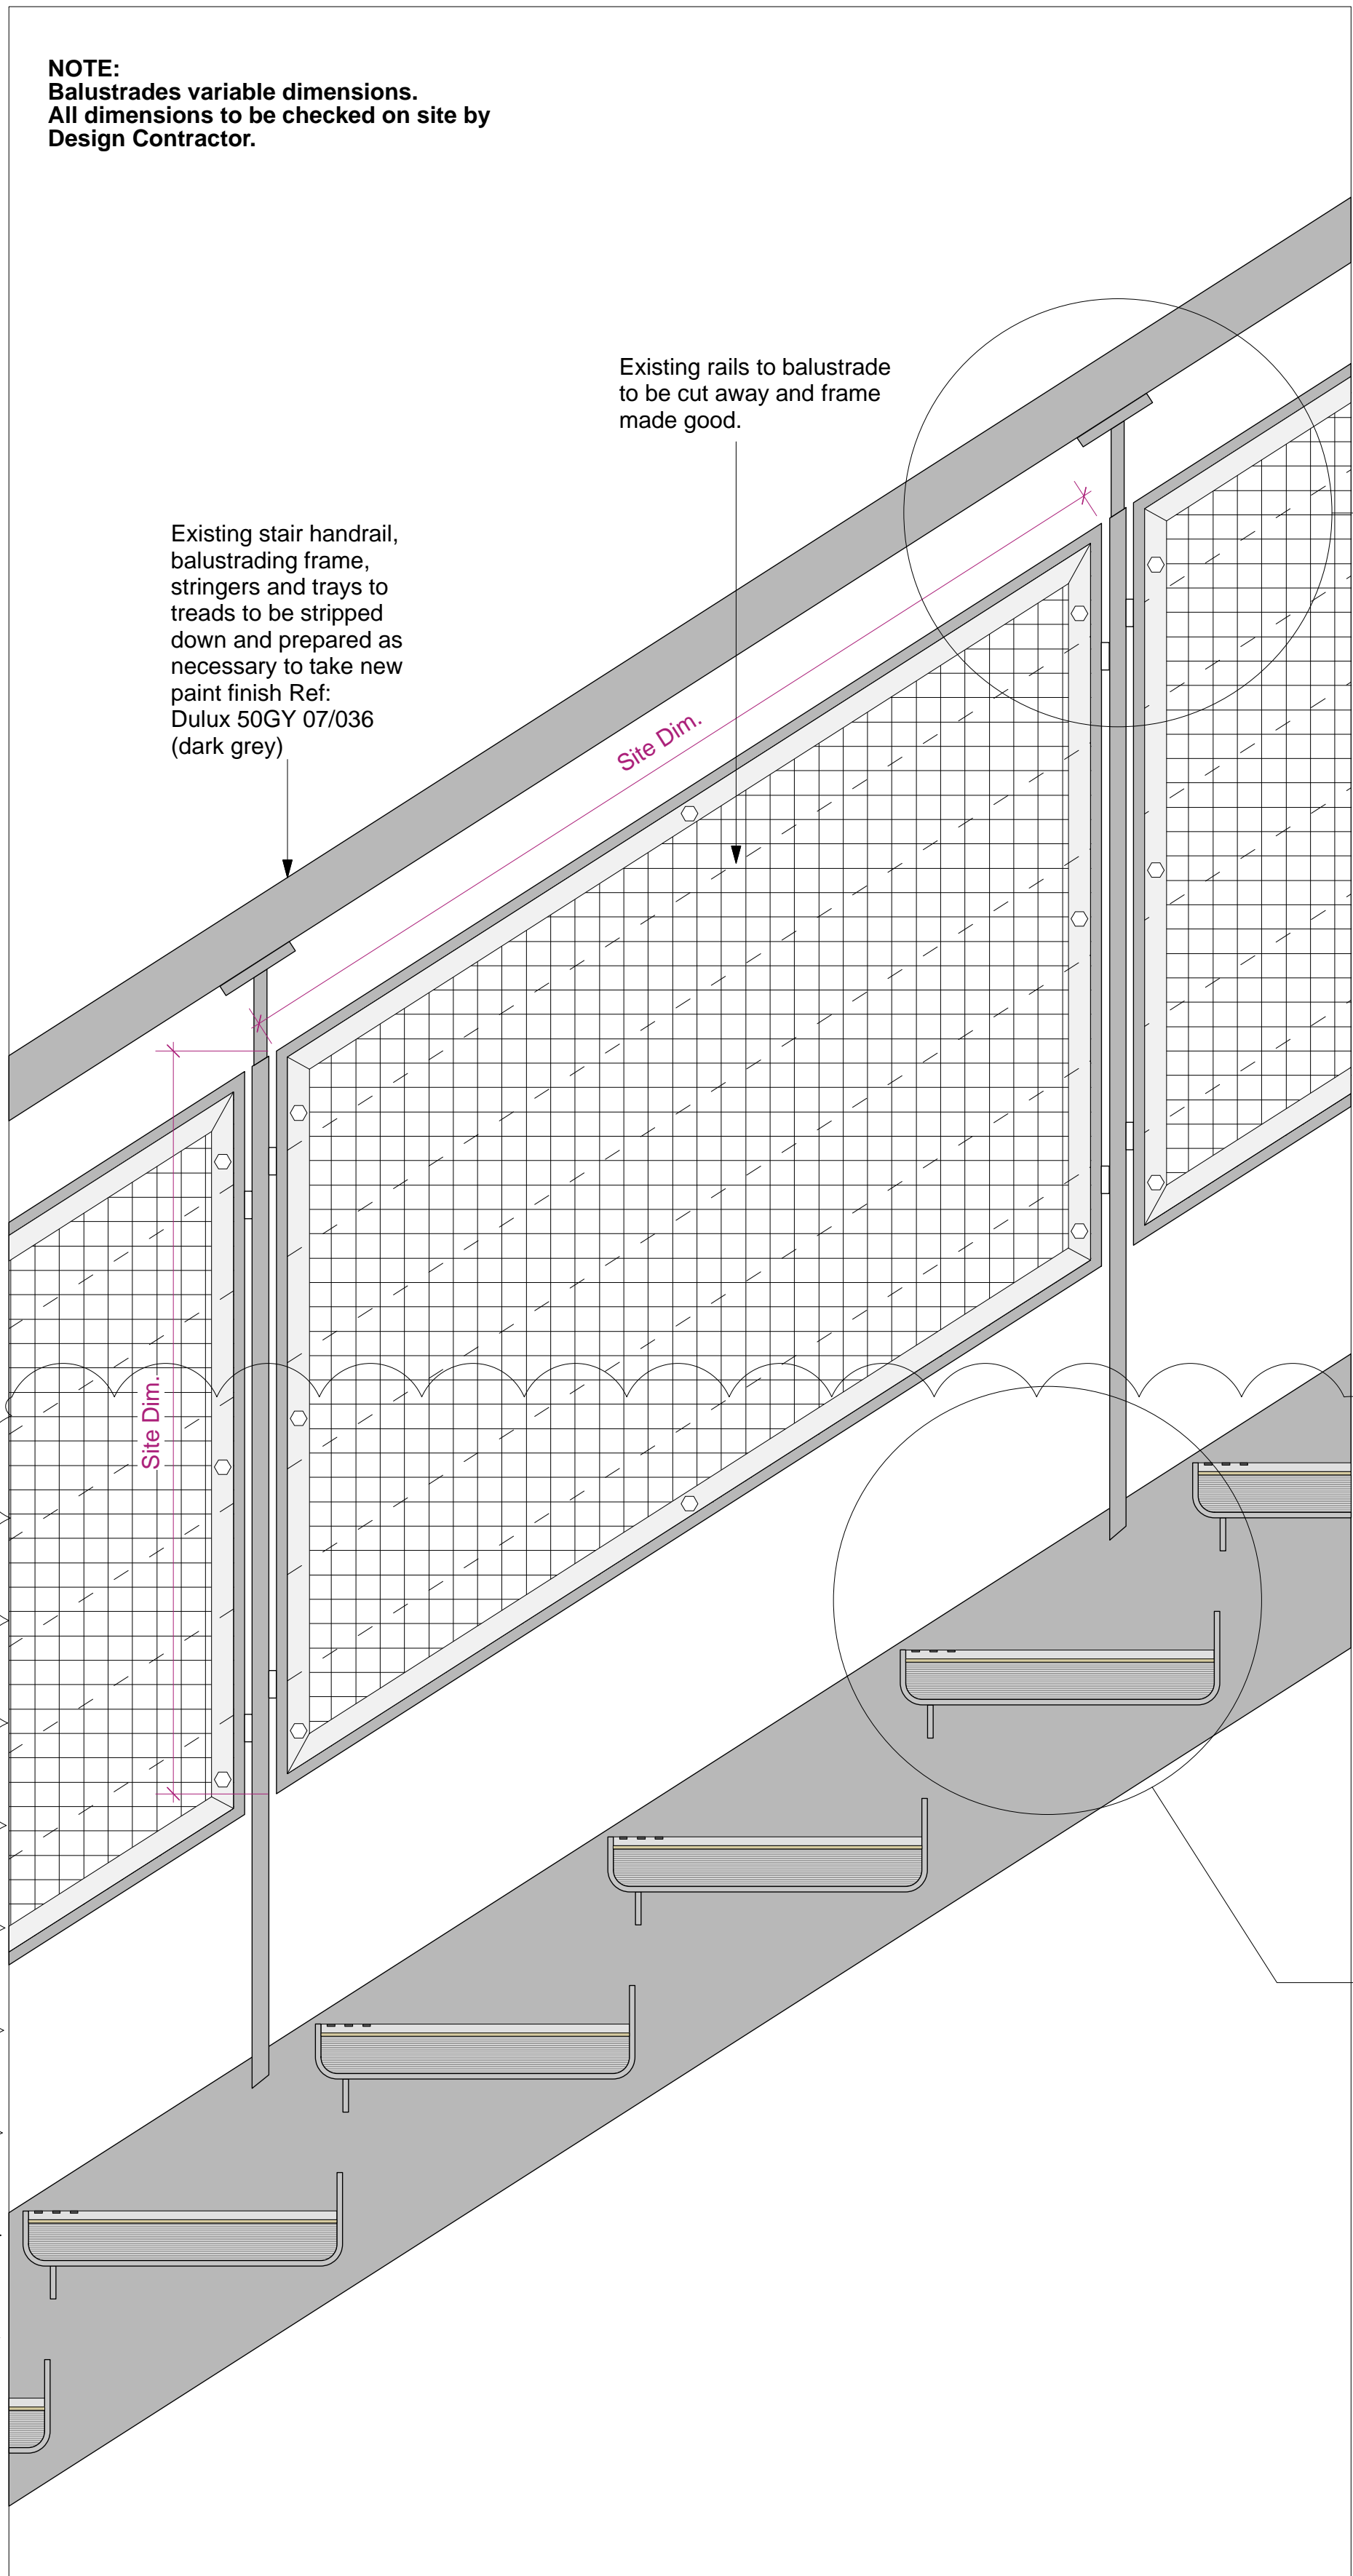 NOTE:
Balustrades variable dimensions.
All dimensions to be checked on site by
Design Contractor.
Existing rails to balustrade
to be cut away and frame
made good.
Existing stair handrail,
balustrading frame,
stringers and trays to
treads to be stripped
down and prepared as
necessary to take new
paint finish Ref:
Dulux 50GY 07/036
(dark grey)
Site Dim.
Site Dim.